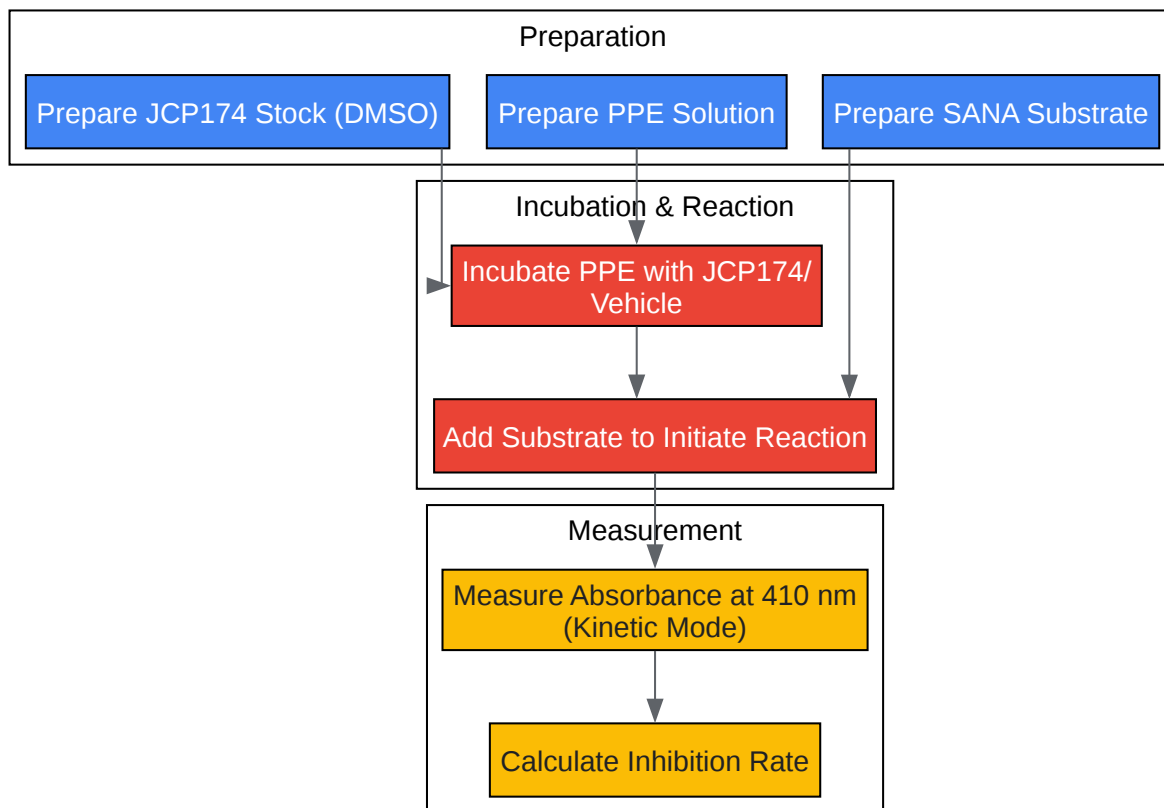 Preparation
Prepare JCP174 Stock (DMSO)
Prepare PPE Solution
Prepare SANA Substrate
Incubation & Reaction
Incubate PPE with JCP174/
Vehicle
Add Substrate to Initiate Reaction
Measurement
Measure Absorbance at 410 nm
(Kinetic Mode)
Calculate Inhibition Rate